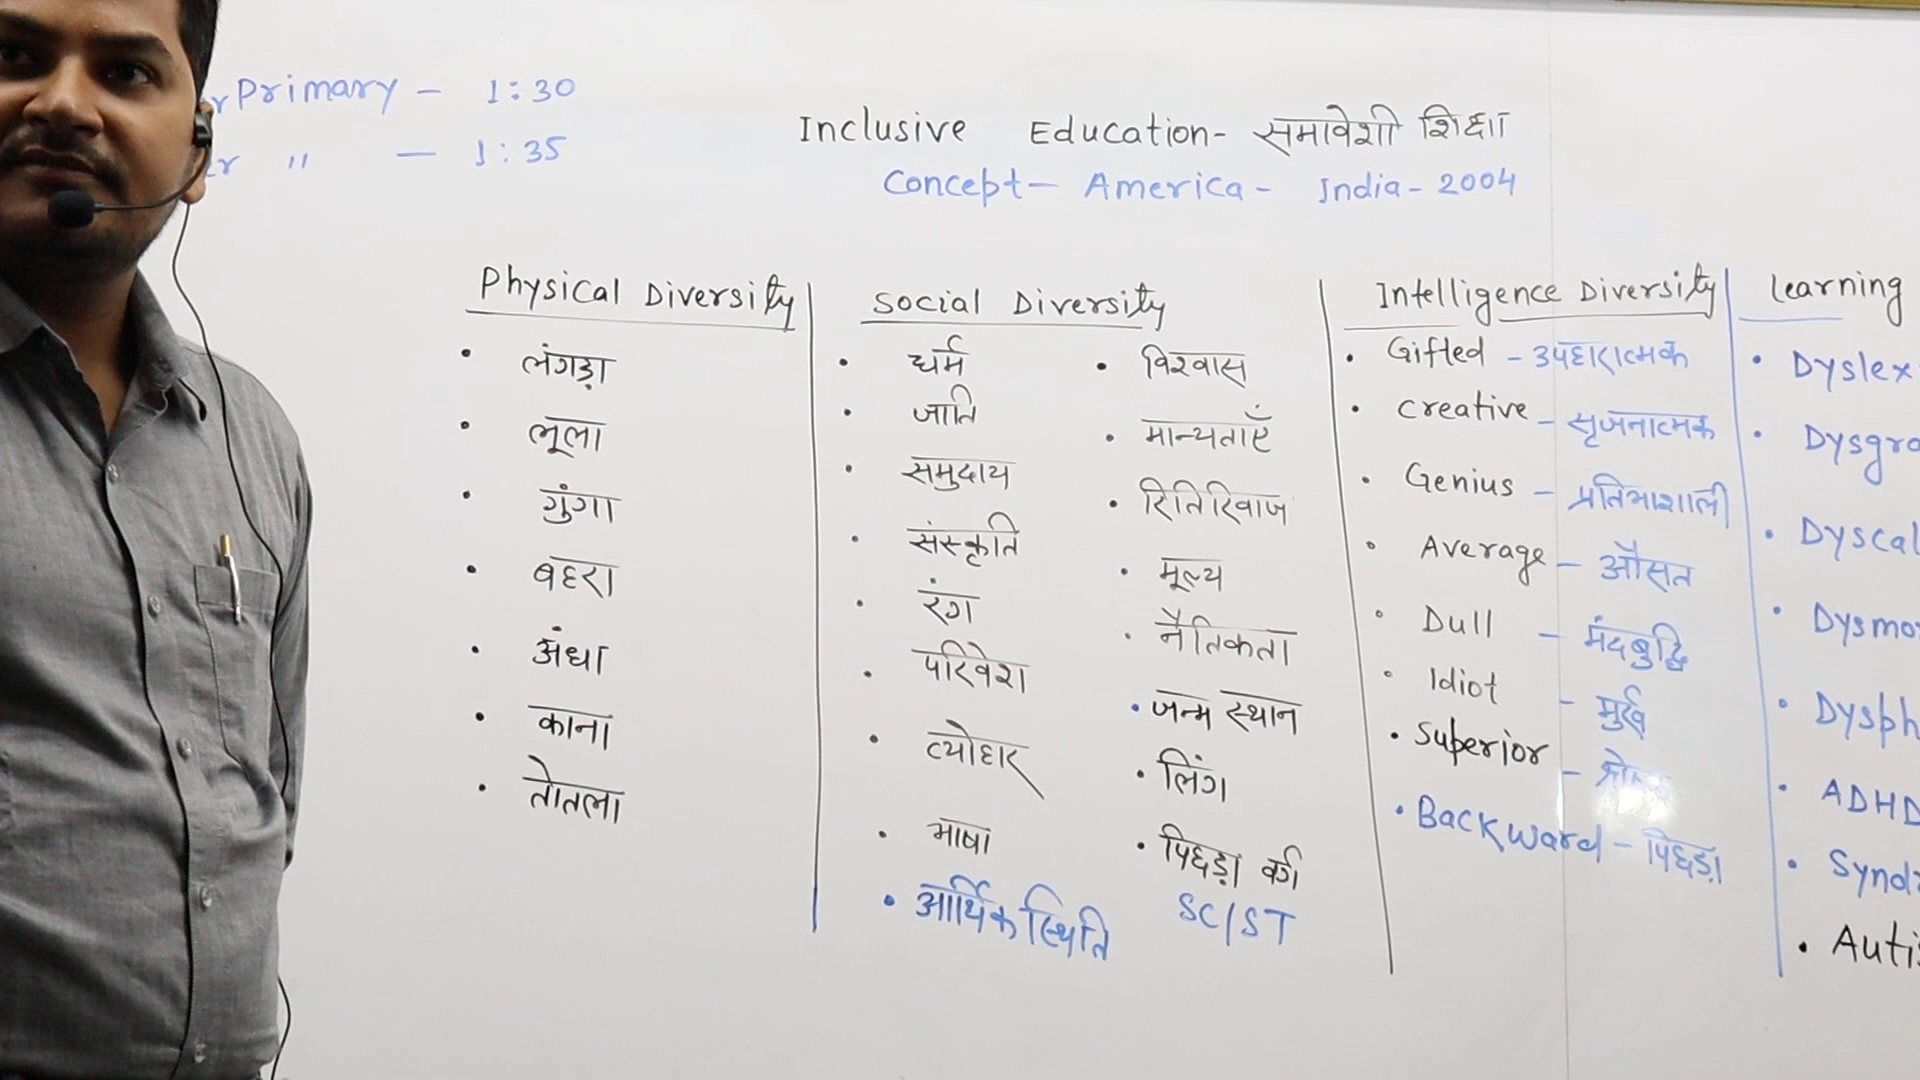 Primary - 1:30
" - 1:35
Inclusive Education- समावेशी शिक्षा
Concept- America- India-2004
Physical Diversity
• लंगड़ा
• लूला
• गुंगा
• बहरा
• अंधा
• काना
• तोतला
Social Diversity
• धर्म
• जाति
• समुदाय
• संस्कृति
• रंग
• परिवेश
• त्योहार
• भाषा
• आर्थिक स्थिति
• विश्वास
• मान्यताएँ
• रितिरिवाज
• मूल्य
• नैतिकता
• जन्म स्थान
• लिंग
• पिछड़ा वर्ग
SC/ST
Intelligence Diversity
• Gifted - उपहारात्मक
• Creative - सृजनात्मक
• Genius - प्रतिभाशाली
• Average - औसत
• Dull - मंदबुद्धि
• Idiot - मुर्ख
• Superior -
• Backward - पिछड़ा
Learning
• Dyslex
• Dysgra
• Dyscal
• Dysmo
• Dysph
• ADHD
• Synd
• Auti